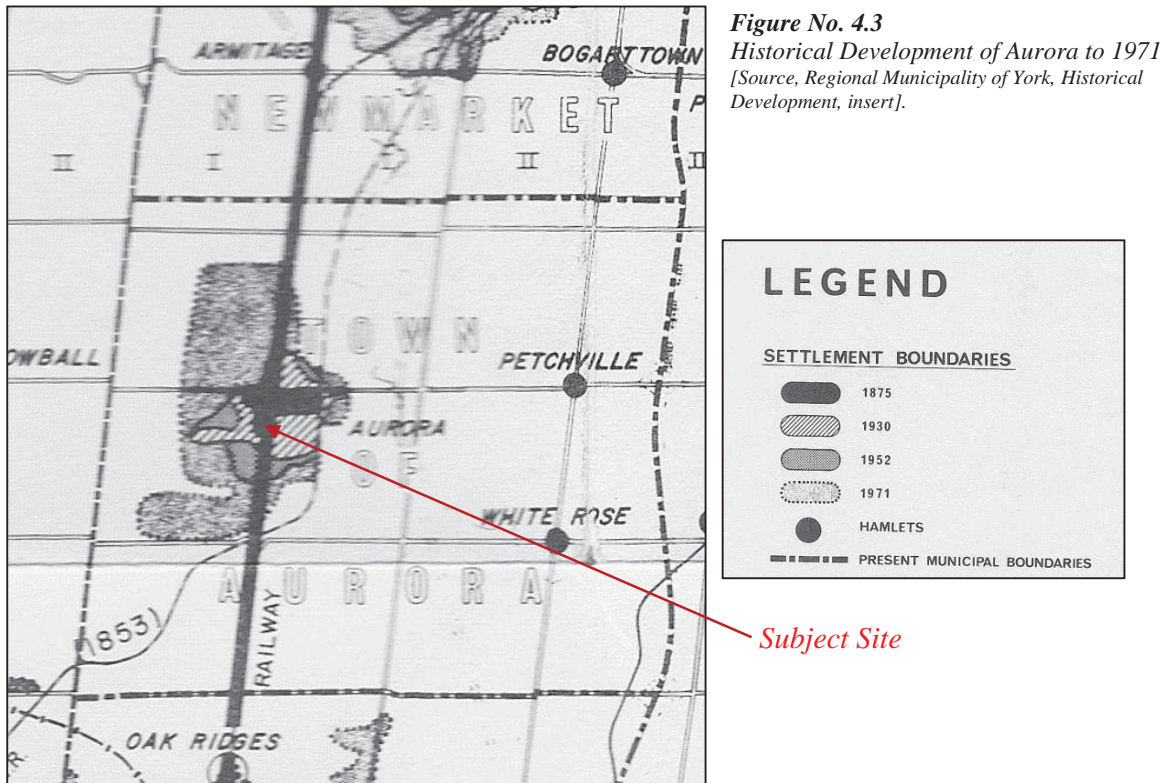 Figure No. 4.3
Historical Development of Aurora to 1971
[Source, Regional Municipality of York, Historical
Development, insert].
ARMITAGE
BOGARTTOWN
NEWMARKET
II
I
II
TOWN
OWBALL
PETCHVILLE
AURORA
OF
WHITE ROSE
AURORA
(1853)
RAILWAY
OAK RIDGES
R.
LEGEND
SETTLEMENT BOUNDARIES
1875
1930
1952
1971
HAMLETS
PRESENT MUNICIPAL BOUNDARIES
Subject Site